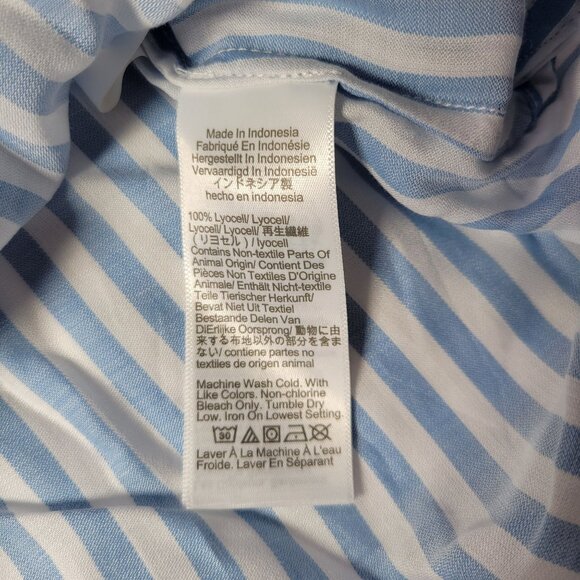 Made In Indonesia
Fabriqué En Indonésie
Hergestellt In Indonesien
Vervaardigd In Indonesië
インドネシア製
hecho en indonesia
100% Lyocell/ Lyocell/
Lyocell/ Lyocell/ 再生繊維
(リヨセル) / lyocell
Contains Non-textile Parts Of
Animal Origin/ Contient Des
Pièces Non Textiles D'origine
Animale/ Enthält Nicht-textile
Teile Tierischer Herkunft/
Bevat Niet Uit Textiel
Bestaande Delen Van
DiErlijke Oorsprong/ 動物に由
来する布地以外の部分を含ま
ない/ contiene partes no
textiles de origen animal
Machine Wash Cold. With
Like Colors. Non-chlorine
Bleach Only. Tumble Dry
Low. Iron On Lowest Setting.
30
Laver À La Machine À L'eau
Froide. Laver En Séparant